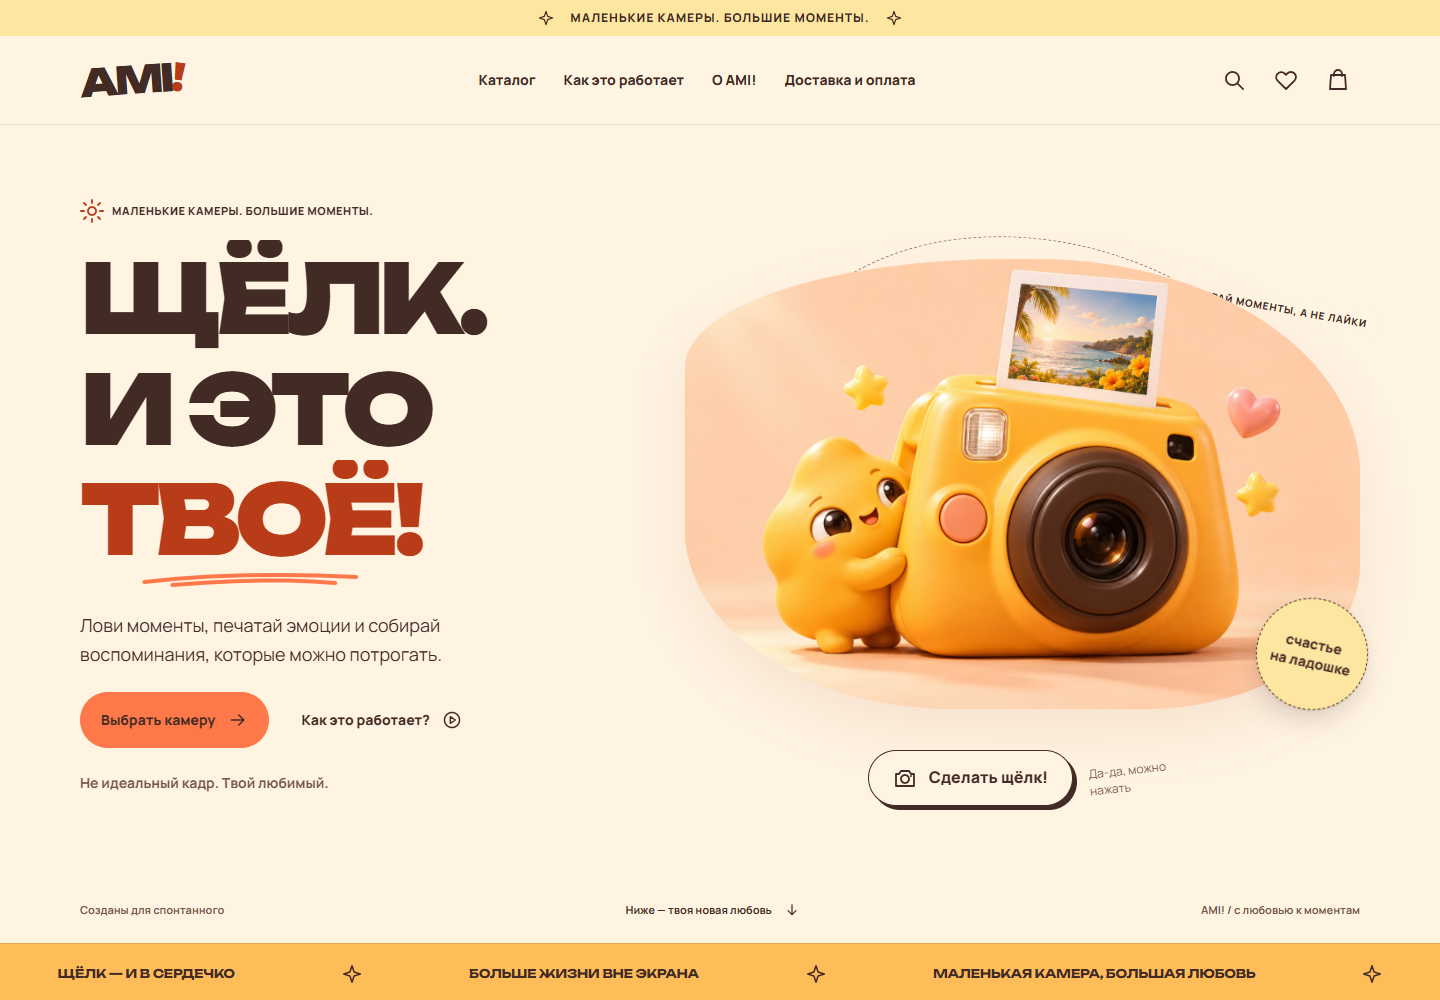 МАЛЕНЬКИЕ КАМЕРЫ. БОЛЬШИЕ МОМЕНТЫ.
AMI!
Каталог
Как это работает
О AMI!
Доставка и оплата
МАЛЕНЬКИЕ КАМЕРЫ. БОЛЬШИЕ МОМЕНТЫ.
ЩЁЛК.
И ЭТО
ТВОЁ!
Лови моменты, печатай эмоции и собирай
воспоминания, которые можно потрогать.
Выбрать камеру
Как это работает?
Не идеальный кадр. Твой любимый.
МОМЕНТЫ, А НЕ ЛАЙКИ
счастье
на ладошке
Сделать щёлк!
Да-да, можно
нажать
Созданы для спонтанного
Ниже — твоя новая любовь
AMI! / с любовью к моментам
ЩЁЛК — И В СЕРДЕЧКО
БОЛЬШЕ ЖИЗНИ ВНЕ ЭКРАНА
МАЛЕНЬКАЯ КАМЕРА, БОЛЬШАЯ ЛЮБОВЬ